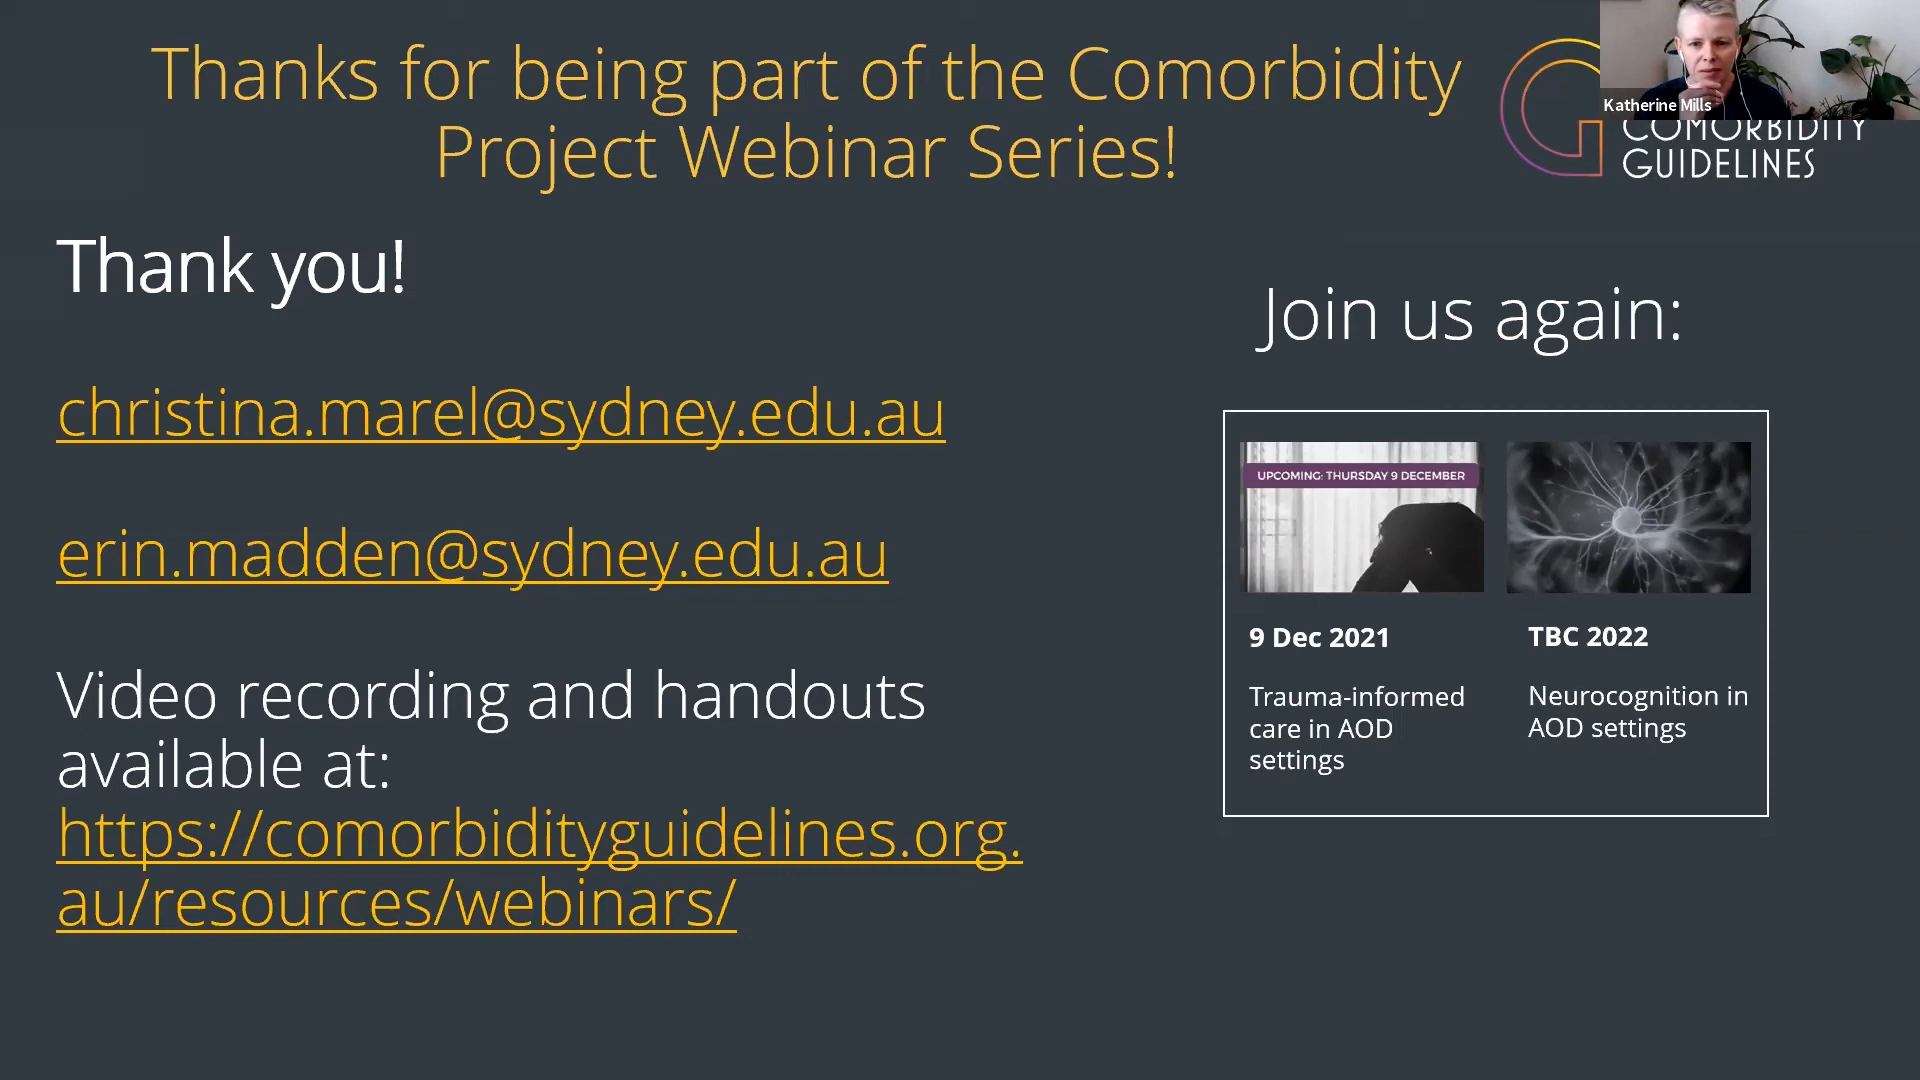 Thanks for being part of the Comorbidity
Project Webinar Series!
Katherine Mills
COMORBIDITY
GUIDELINES
Thank you!
christina.marel@sydney.edu.au
erin.madden@sydney.edu.au
Video recording and handouts
available at:
https://comorbidityguidelines.org.
au/resources/webinars/
Join us again:
UPCOMING: THURSDAY 9 DECEMBER
9 Dec 2021
Trauma-informed
care in AOD
settings
TBC 2022
Neurocognition in
AOD settings